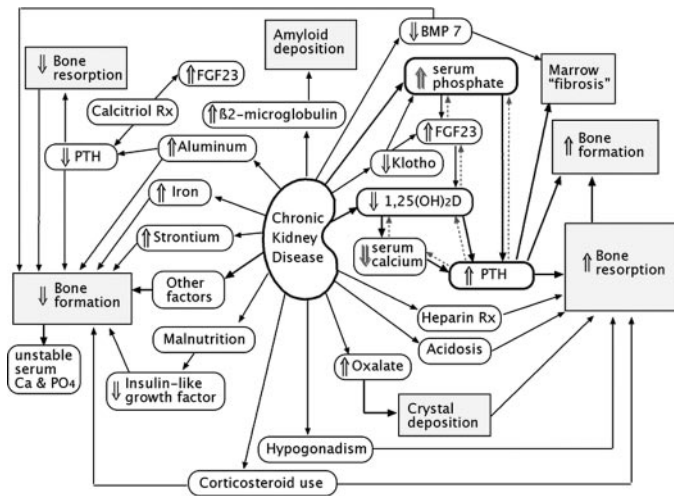 ⇓ BMP 7
Amyloid
deposition
⇓ Bone
resorption
⇑ serum
phosphate
Marrow
"fibrosis"
⇑ FGF23
Calcitriol Rx
⇑ ß2-microglobulin
⇑ FGF23
⇑ Bone
formation
⇓ PTH
⇑ Aluminum
⇓ Klotho
⇑ Iron
⇓ 1,25(OH)2D
Chronic
Kidney
Disease
⇑ Strontium
⇓ serum
calcium
⇑ Bone
resorption
⇑ PTH
⇓ Bone
formation
Other
factors
Heparin Rx
Malnutrition
Acidosis
unstable
serum
Ca & PO4
⇑ Oxalate
⇓ Insulin-like
growth factor
Crystal
deposition
Hypogonadism
Corticosteroid use